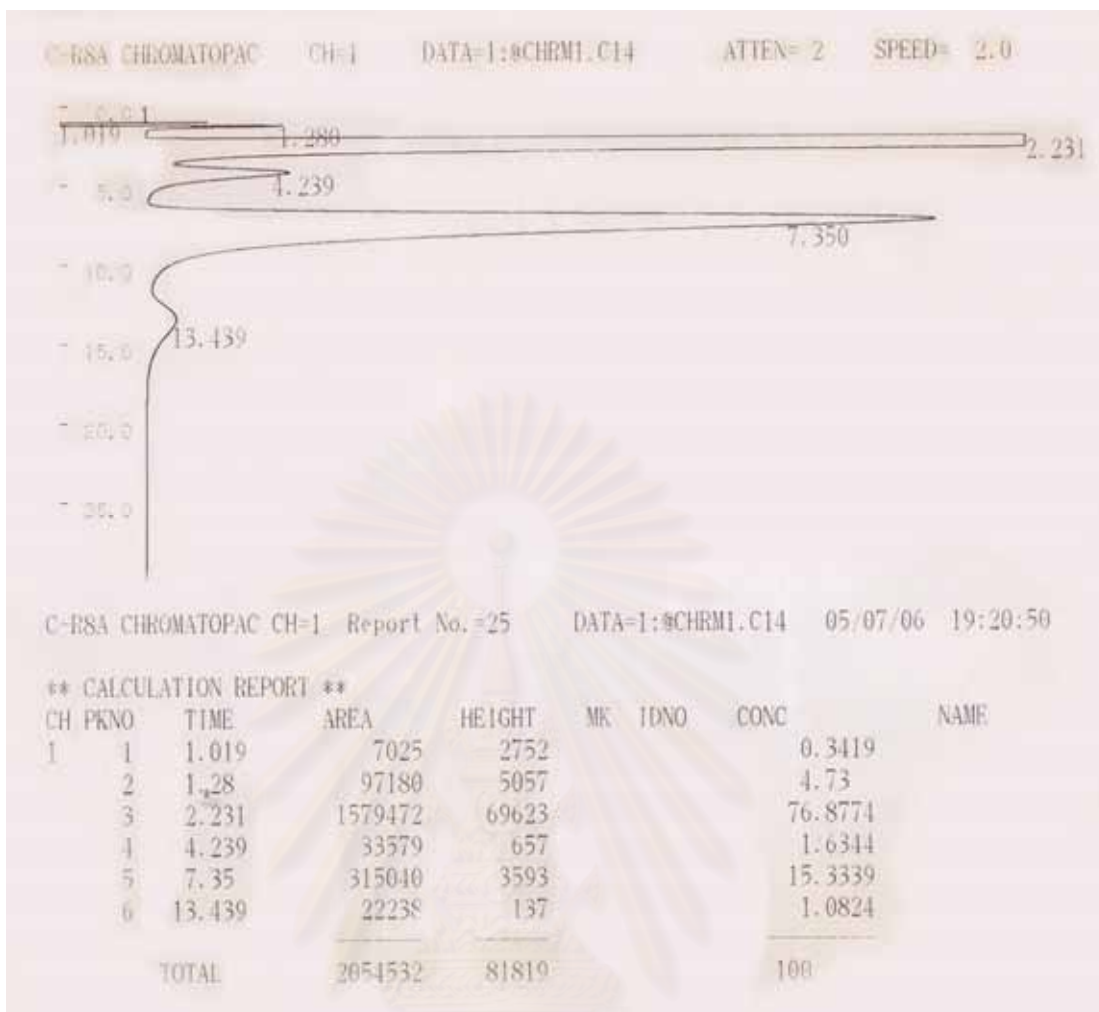 C-R8A CHROMATOPAC CH=1 DATA=1:@CHRM1.C14 ATTEN= 2 SPEED= 2.0
0.01
1.019 1.280
2.231
5.0 4.239
7.350
10.0
13.439
15.0
20.0
C-R8A CHROMATOPAC CH=1 Report No.=25 DATA=1:@CHRM1.C14 05/07/06 19:20:50
** CALCULATION REPORT **
CH PKNO TIME AREA HEIGHT MK IDNO CONC NAME
1 1 1.019 7025 2752 0.3419
2 1.28 97180 5057 4.73
3 2.231 1579472 69623 76.8774
4 4.239 33579 657 1.6344
5 7.35 315040 3593 15.3339
6 13.439 22238 137 1.0824
TOTAL 2054532 81819 100